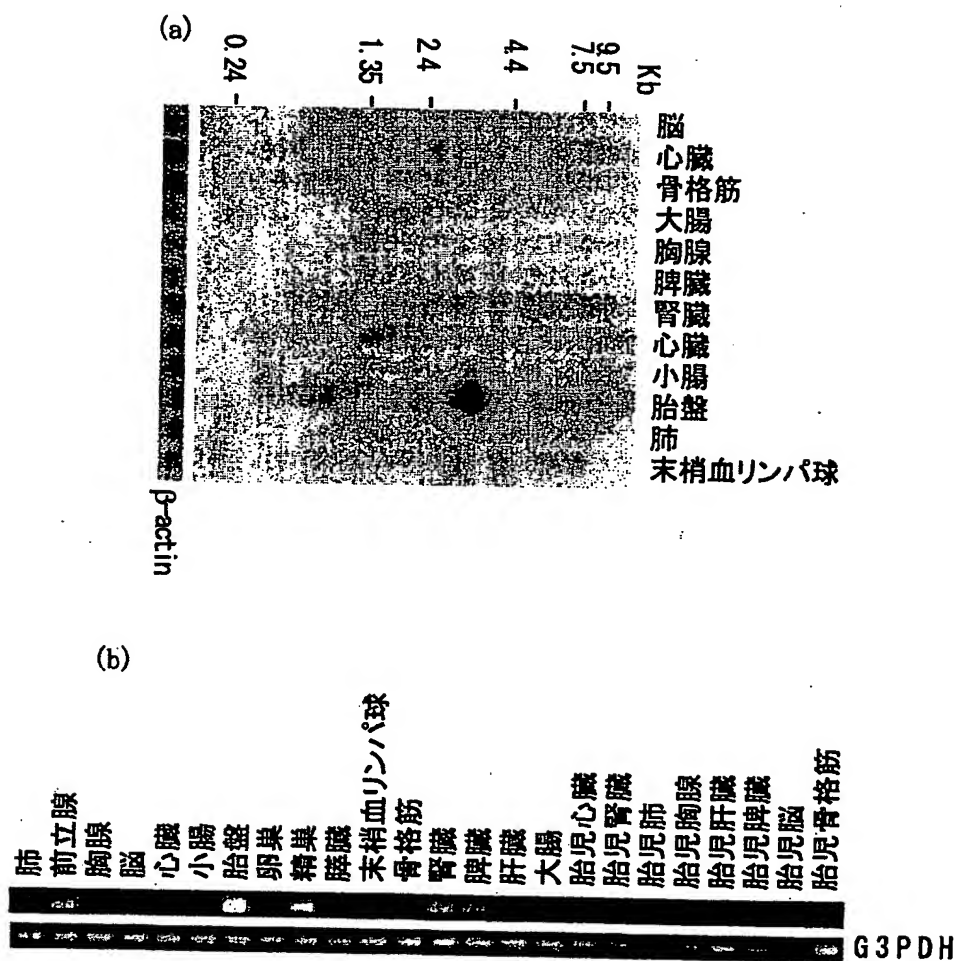 (a)
Kb
9.5
7.5
4.4
2.4
1.35
0.24
脳
心臓
骨格筋
大腸
胸腺
脾臓
腎臓
心臓
小腸
胎盤
肺
末梢血リンパ球
β-actin
(b)
肺
前立腺
胸腺
脳
心臓
小腸
胎盤
卵巣
精巣
膵臓
末梢血リンパ球
骨格筋
腎臓
脾臓
肝臓
大腸
胎児心臓
胎児腎臓
胎児肺
胎児胸腺
胎児肝臓
胎児脾臓
胎児脳
胎児骨格筋
G3PDH